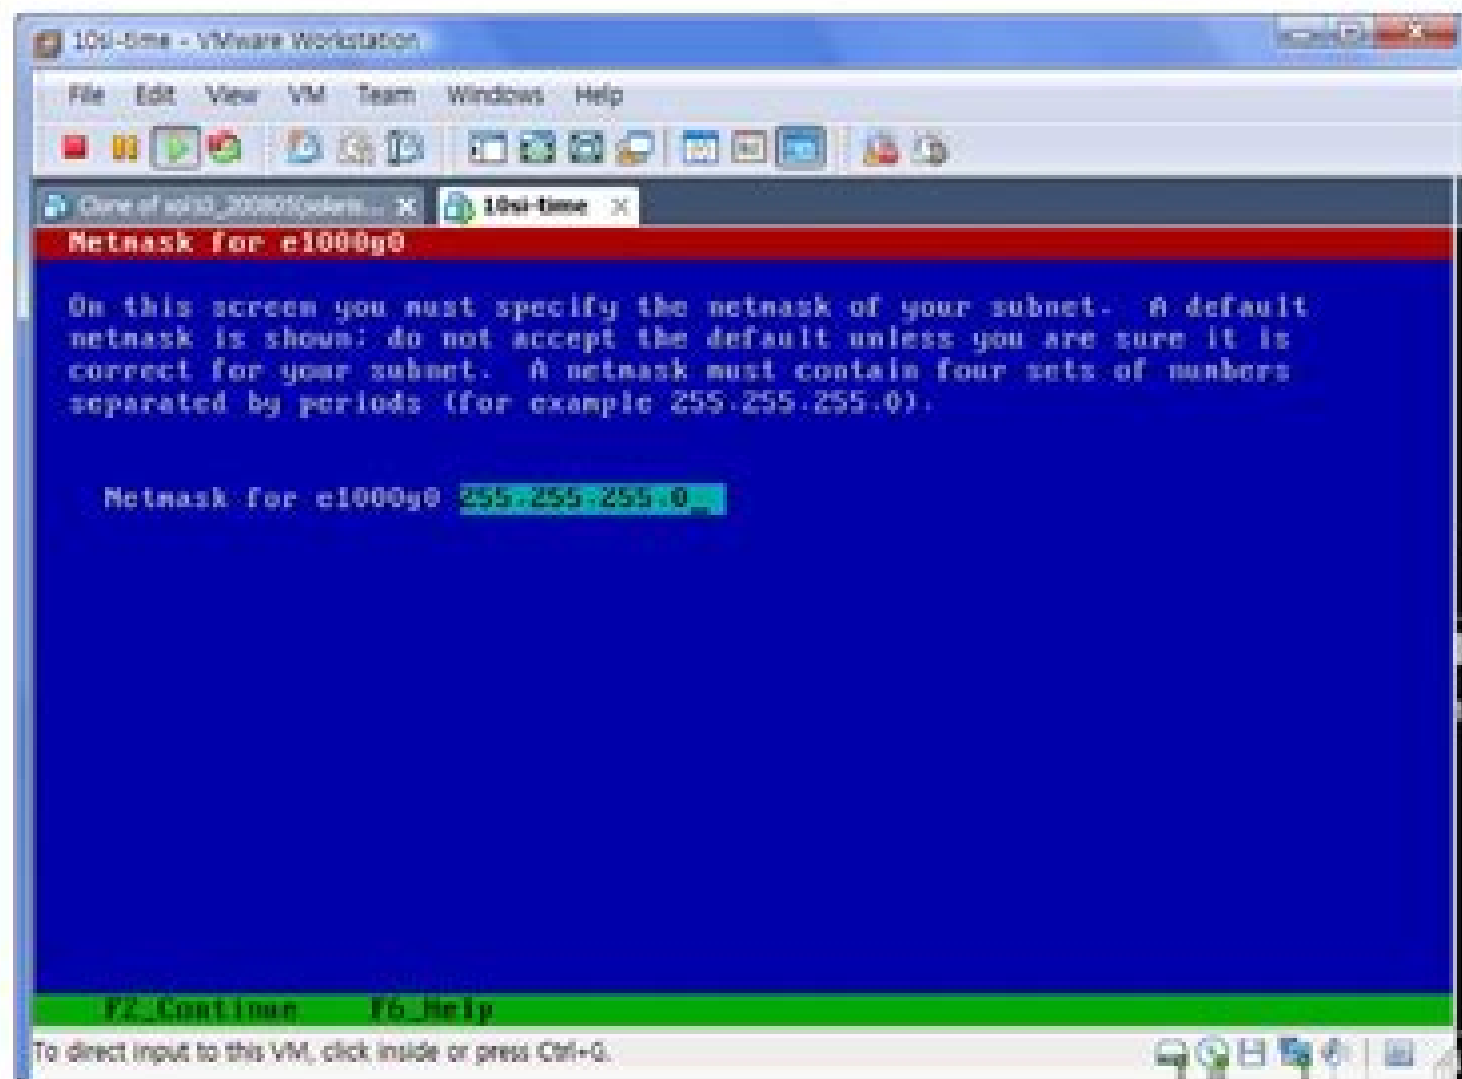 10si-time - VMware Workstation
File Edit View VM Team Windows Help
Clone of
10si-time
Netmask for e1000g0
On this screen you must specify the netmask of your subnet. A default
netmask is shown; do not accept the default unless you are sure it is
correct for your subnet. A netmask must contain four sets of numbers
separated by periods (for example 255.255.255.0).
Netmask for e1000g0 255.255.255.0_
F2_Continue F6_Help
To direct input to this VM, click inside or press Ctrl+G.